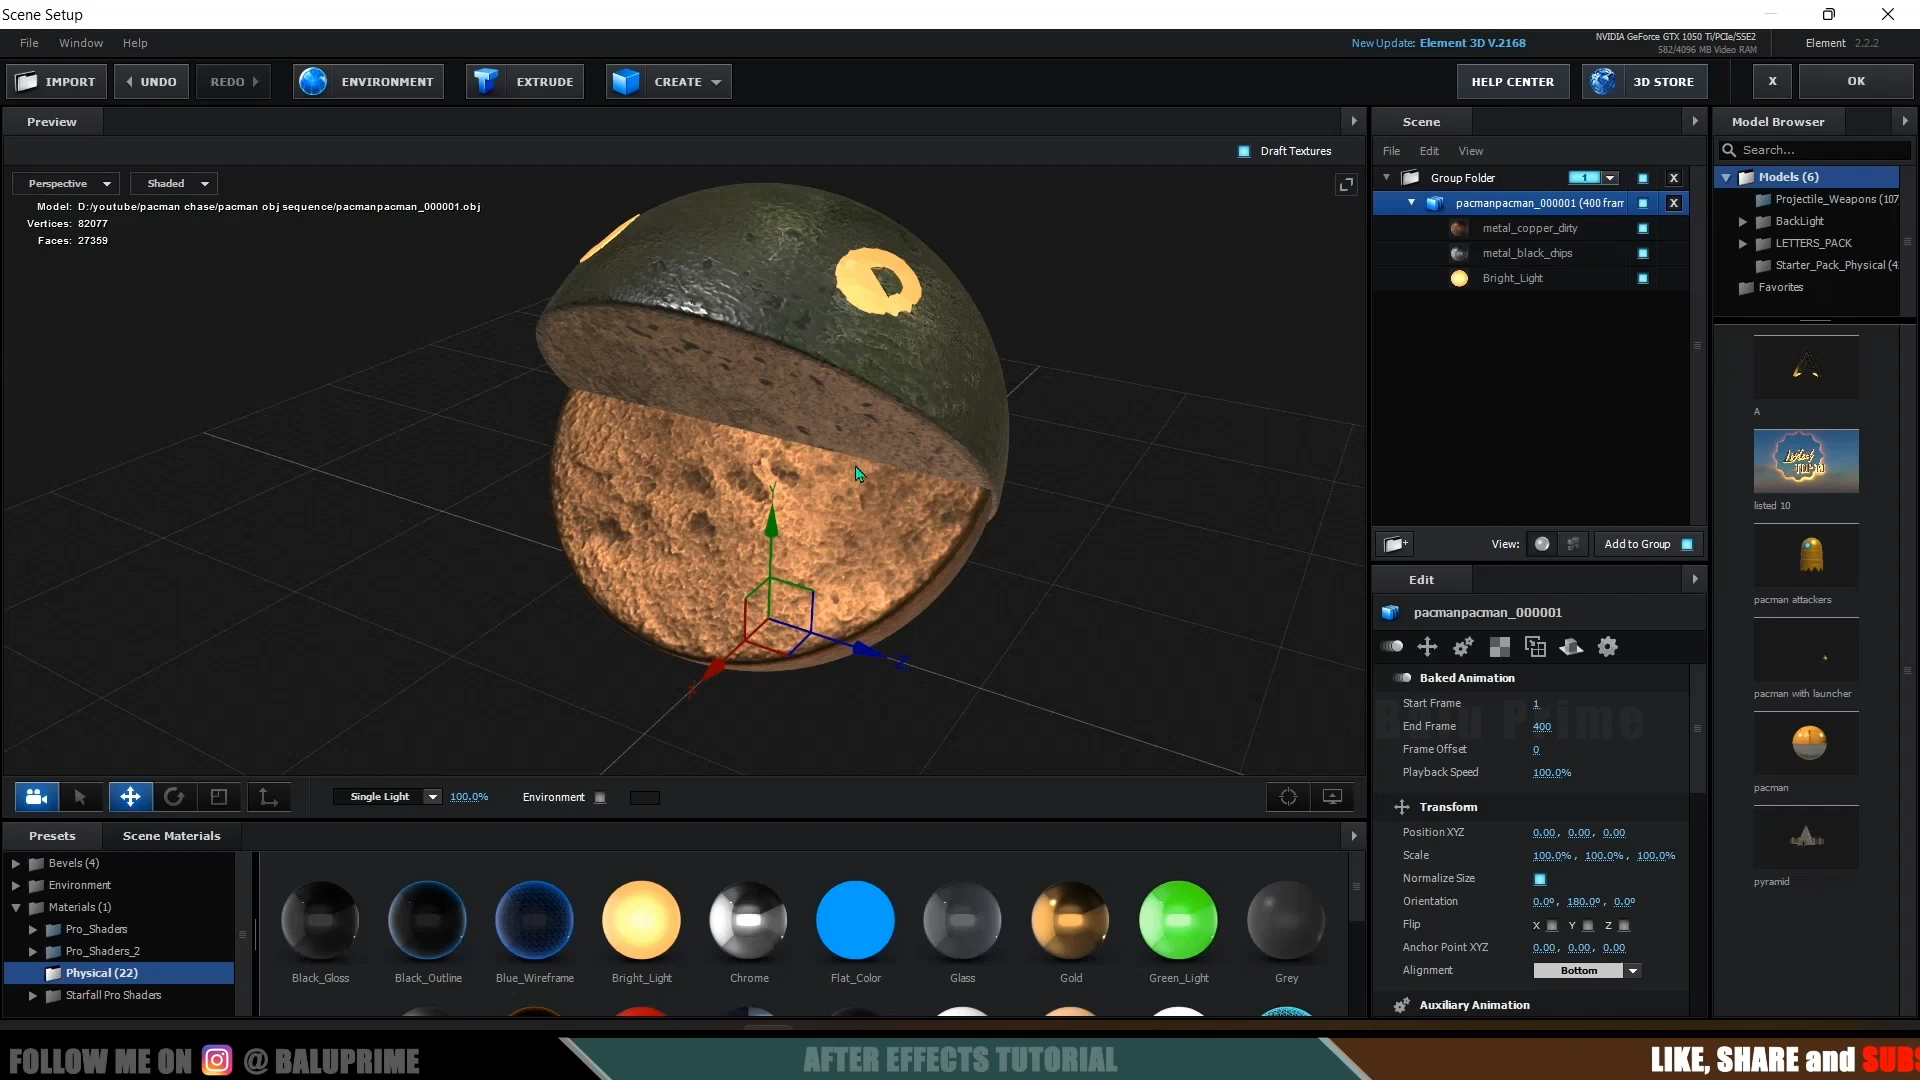 Scene Setup
File Window Help
New Update: Element 3D V.2168
NVIDIA GeForce GTX 1050 Ti/PCIe/SSE2
582/4096 MB Video RAM
Element 2.2.2
IMPORT UNDO REDO ENVIRONMENT EXTRUDE CREATE HELP CENTER 3D STORE X OK
Preview
Draft Textures
Perspective Shaded
Model: D:/youtube/pacman chase/pacman obj sequence/pacmanpacman_000001.obj
Vertices: 82077
Faces: 27359
Y
X
Z
Single Light 100.0% Environment
Scene
File Edit View
Group Folder 1 X
pacmanpacman_000001 (400 fram X
metal_copper_dirty
metal_black_chips
Bright_Light
View: Add to Group
Edit
pacmanpacman_000001
Baked Animation
Start Frame 1
End Frame 400
Frame Offset 0
Playback Speed 100.0%
Balu Prime
Transform
Position XYZ 0.00, 0.00, 0.00
Scale 100.0%, 100.0%, 100.0%
Normalize Size
Orientation 0.0°, 180.0°, 0.0°
Flip X Y Z
Anchor Point XYZ 0.00, 0.00, 0.00
Alignment Bottom
Auxiliary Animation
Model Browser
Search...
Models (6)
Projectile_Weapons (107
BackLight
LETTERS_PACK
Starter_Pack_Physical (4
Favorites
A
listed 10
pacman attackers
pacman with launcher
pacman
pyramid
Presets Scene Materials
Bevels (4)
Environment
Materials (1)
Pro_Shaders
Pro_Shaders_2
Physical (22)
Starfall Pro Shaders
Black_Gloss Black_Outline Blue_Wireframe Bright_Light Chrome Flat_Color Glass Gold Green_Light Grey
FOLLOW ME ON @ BALUPRIME
AFTER EFFECTS TUTORIAL
LIKE, SHARE and SUBS